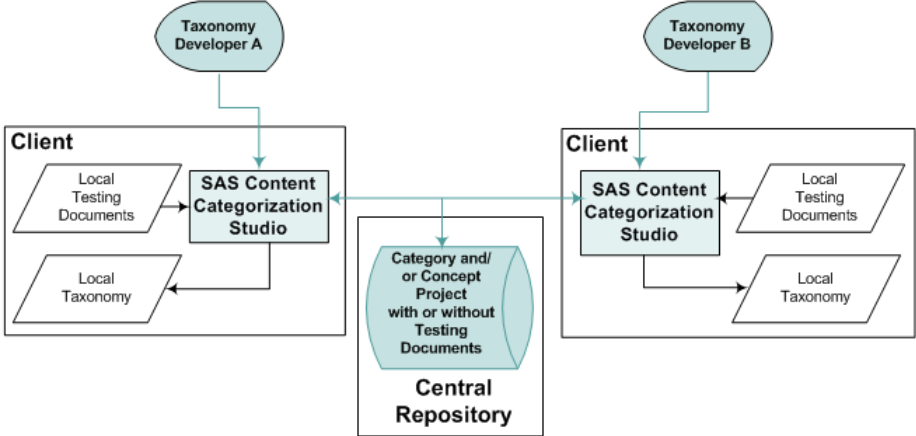 Taxonomy
Developer A
Taxonomy
Developer B
Client
Local
Testing
Documents
SAS Content
Categorization
Studio
Local
Taxonomy
Category and/
or Concept
Project
with or without
Testing
Documents
Central
Repository
Client
SAS Content
Categorization
Studio
Local
Testing
Documents
Local
Taxonomy